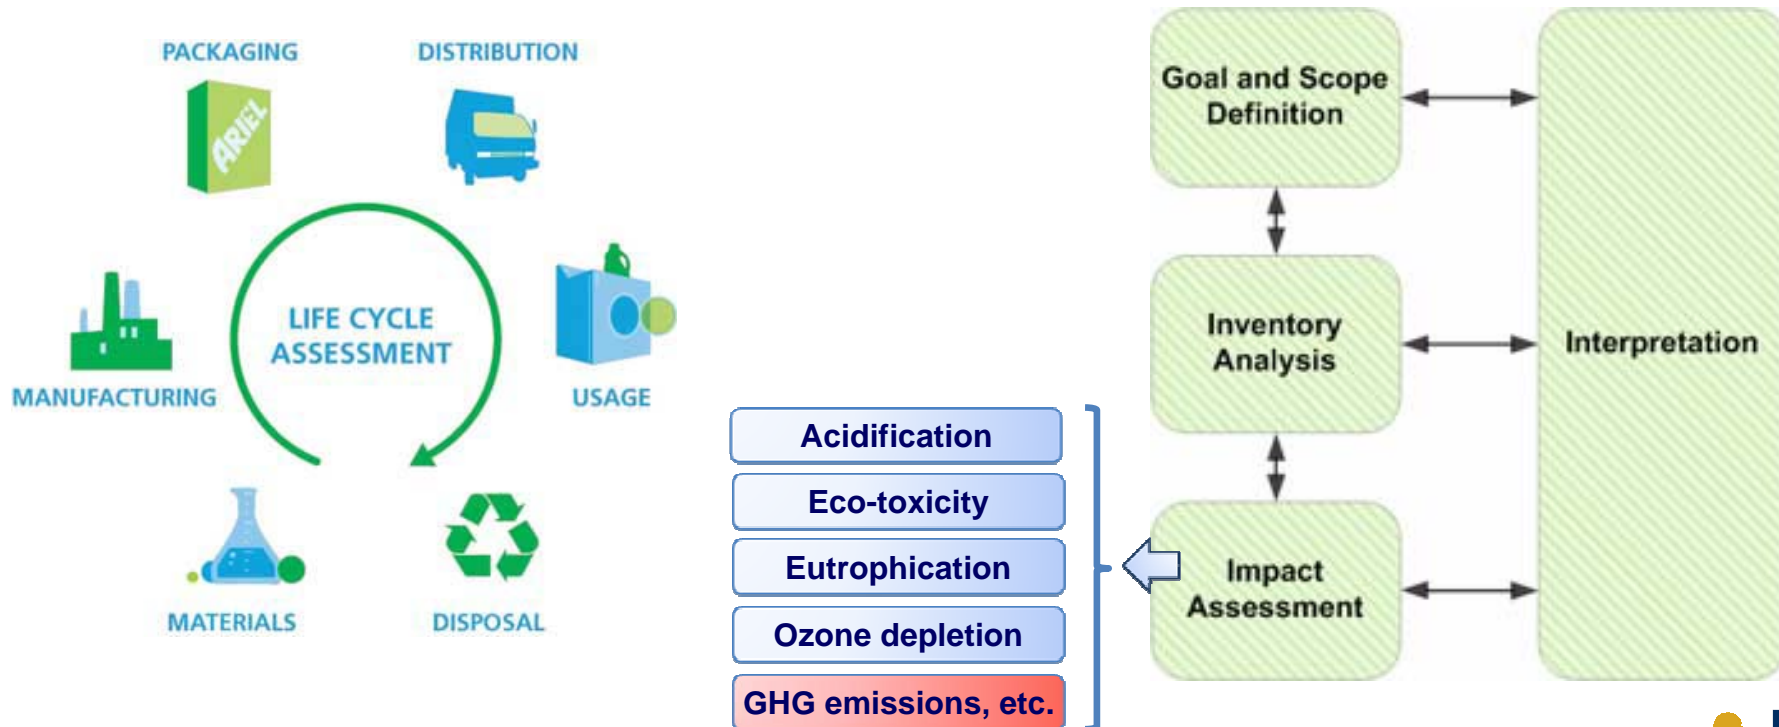 PACKAGING
DISTRIBUTION
ARIEL
LIFE CYCLE
ASSESSMENT
MANUFACTURING
USAGE
MATERIALS
DISPOSAL
Acidification
Eco-toxicity
Eutrophication
Ozone depletion
GHG emissions, etc.
Goal and Scope
Definition
Inventory
Analysis
Impact
Assessment
Interpretation